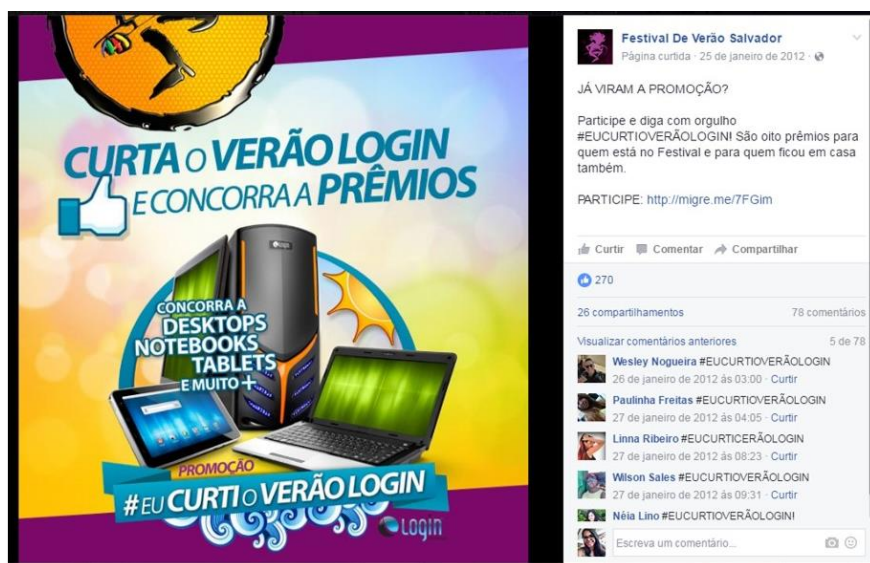 CURTA O VERÃO LOGIN
E CONCORRA A PRÊMIOS
Login
CONCORRA A
DESKTOPS
NOTEBOOKS
TABLETS
E MUITO +
PROMOÇÃO
#EU CURTI O VERÃO LOGIN
Login
Festival De Verão Salvador
Página curtida · 25 de janeiro de 2012 ·
JÁ VIRAM A PROMOÇÃO?
Participe e diga com orgulho
#EUCURTIOVERÃOLOGIN! São oito prêmios para
quem está no Festival e para quem ficou em casa
também.
PARTICIPE: http://migre.me/7FGim
Curtir Comentar Compartilhar
270
26 compartilhamentos 78 comentários
Visualizar comentários anteriores 5 de 78
Wesley Nogueira #EUCURTIOVERÃOLOGIN
26 de janeiro de 2012 às 03:00 · Curtir
Paulinha Freitas #EUCURTIOVERÃOLOGIN
27 de janeiro de 2012 às 04:05 · Curtir
Linna Ribeiro #EUCURTICERÃOLOGIN
27 de janeiro de 2012 às 08:23 · Curtir
Wilson Sales #EUCURTIOVERÃOLOGIN
27 de janeiro de 2012 às 09:31 · Curtir
Néia Lino #EUCURTIOVERÃOLOGIN!
Escreva um comentário...